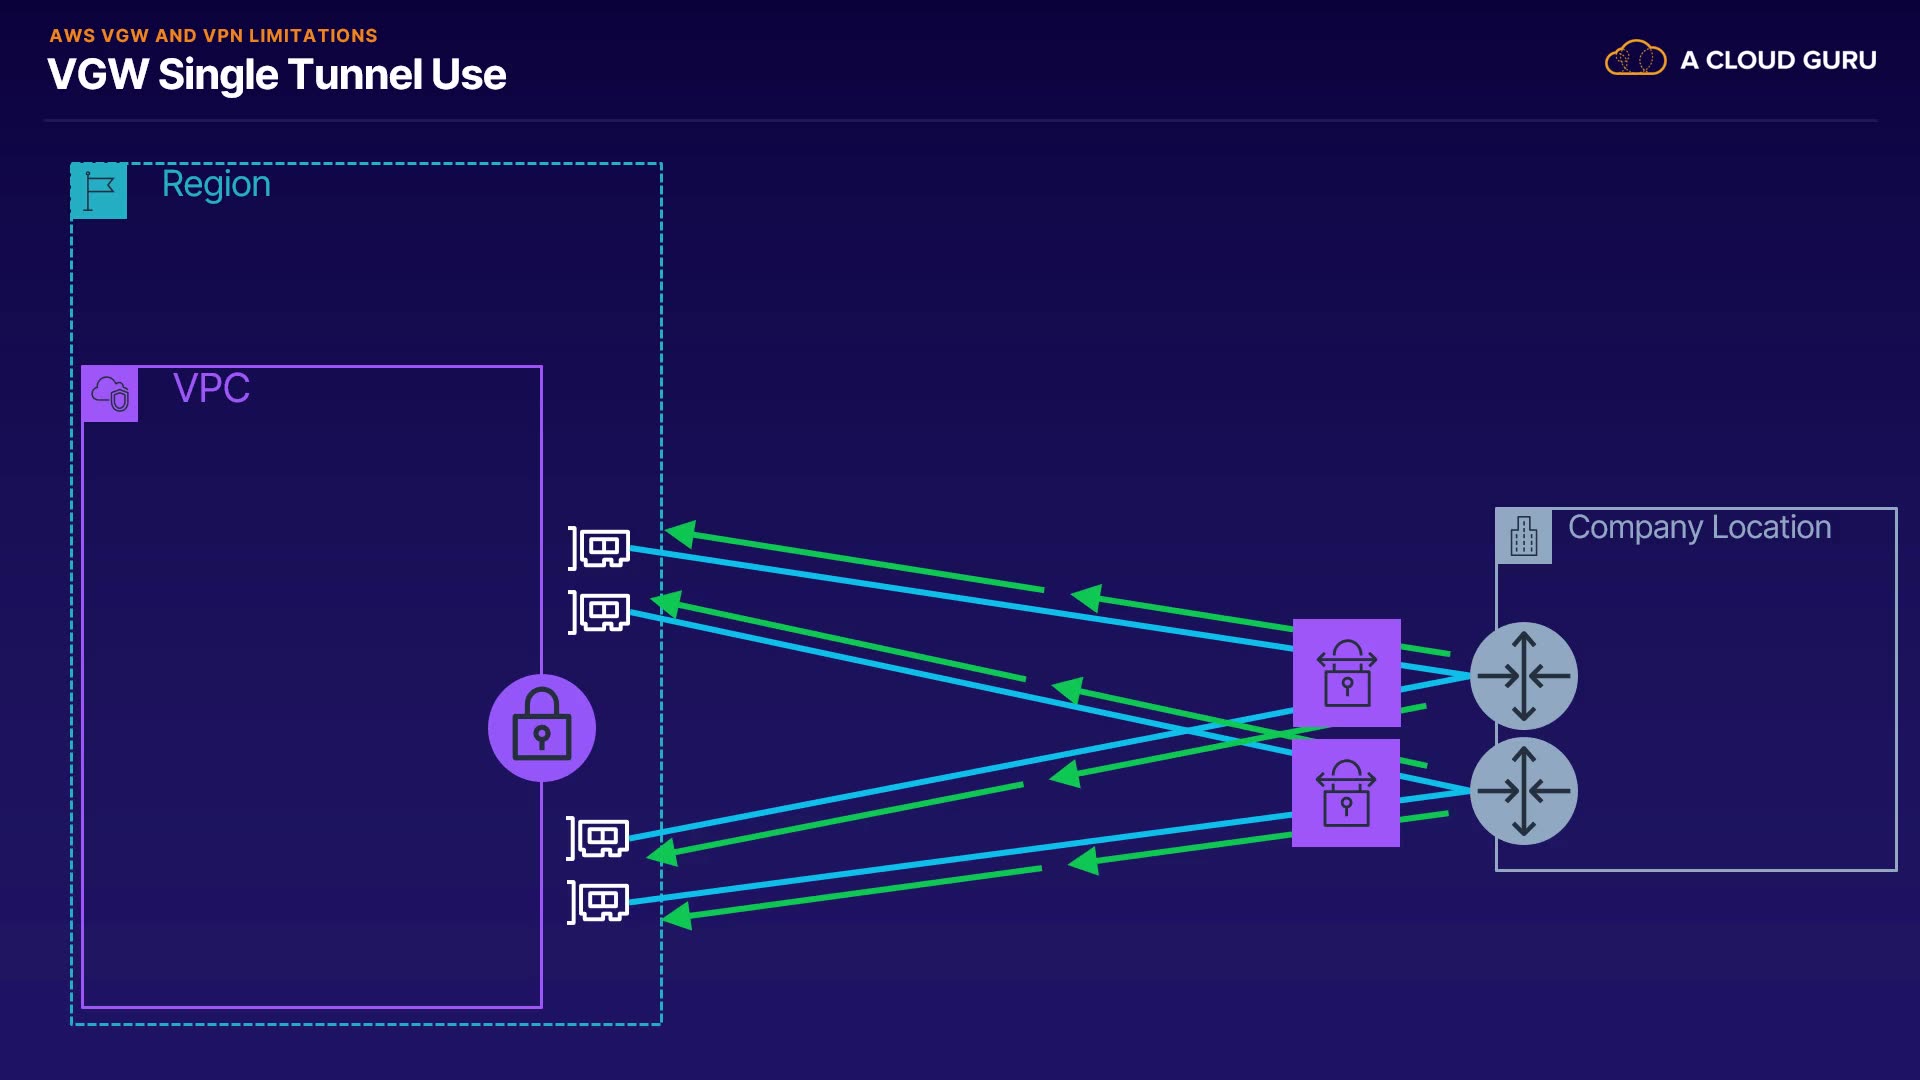 AWS VGW AND VPN LIMITATIONS
VGW Single Tunnel Use
A CLOUD GURU
Region
VPC
Company Location